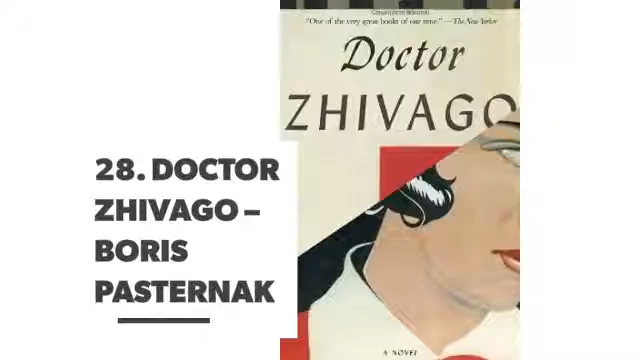 "One of the very great books of our time." —The New Yorker
Doctor
ZHIVAGO
28. DOCTOR
ZHIVAGO –
BORIS
PASTERNAK
A NOVEL